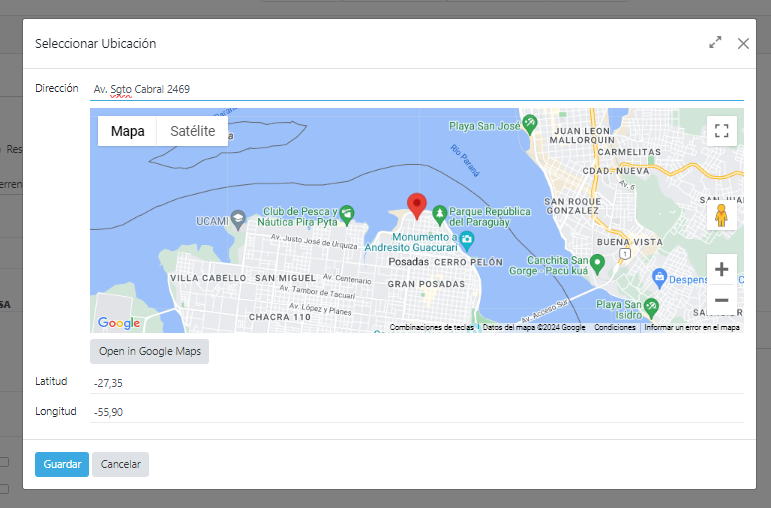 Seleccionar Ubicación
Dirección
Av. Sgto Cabral 2469
Mapa
Satélite
Playa San José
JUAN LEON
MALLORQUIN
CARMELITAS
CDAD. NUEVA
Av. 6
Río Paraná
SAN ROQUE
GONZALEZ
UCAMI
Club de Pesca y
Náutica Pira Pyta
Parque República
del Paraguay
Av. Justo José de Urquiza
Monumento a
Andresito Guacurari
BUENA VISTA
1
Posadas
CERRO PELÓN
Canchita San
Gorge - Pacú kuá
VILLA CABELLO
SAN MIGUEL
Av. Centenario
GRAN POSADAS
Av. Tambor de Tacuarí
Despens
Av. López y Planes
CHACRA 110
Av. Acceso Sur
Playa San
Isidro
Google
Combinaciones de teclas
Datos del mapa ©2024 Google
Condiciones
Informar un error en el mapa
Open in Google Maps
Latitud
-27,35
Longitud
-55,90
Guardar
Cancelar